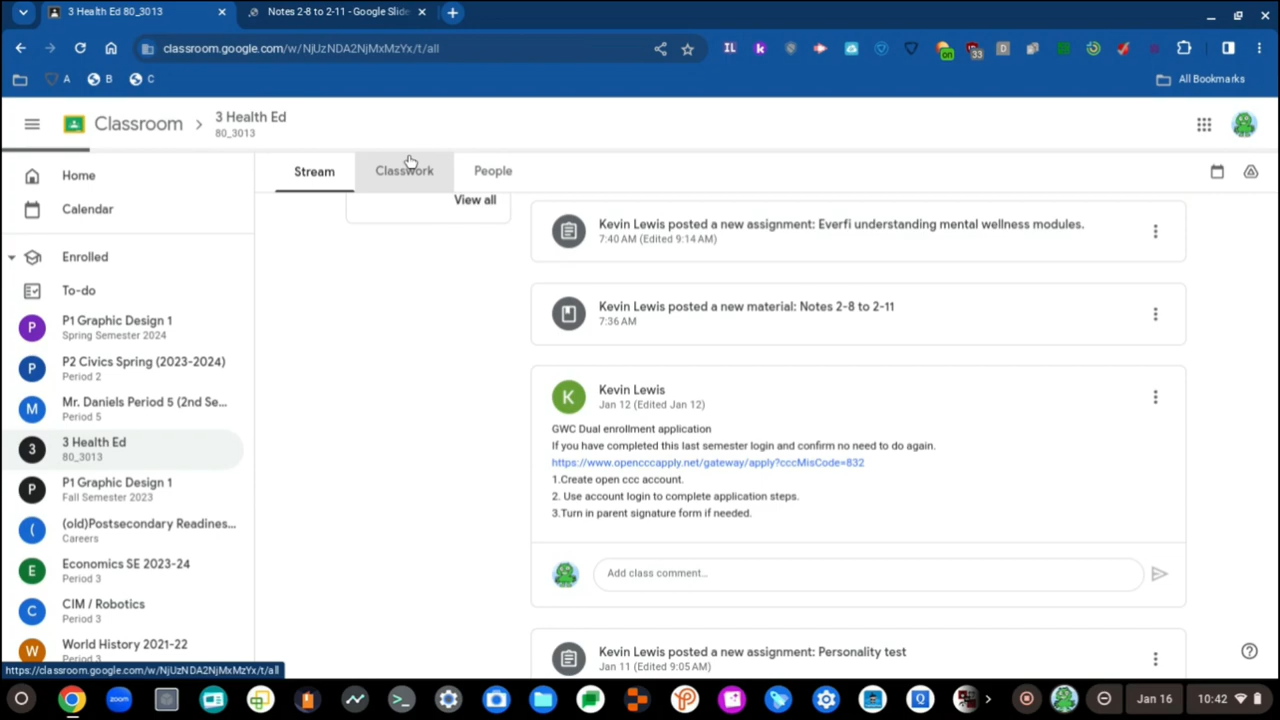 3 Health Ed 80_3013
Notes 2-8 to 2-11 - Google Slide
classroom.google.com/w/NjUzNDA2NjMxMzYx/t/all
IL
k
on
33
D
A
B
C
All Bookmarks
Classroom
3 Health Ed
80_3013
Stream
Classwork
People
Home
Calendar
Enrolled
To-do
P
P1 Graphic Design 1
Spring Semester 2024
P
P2 Civics Spring (2023-2024)
Period 2
M
Mr. Daniels Period 5 (2nd Se...
Period 5
3
3 Health Ed
80_3013
P
P1 Graphic Design 1
Fall Semester 2023
(
(old)Postsecondary Readines...
Careers
E
Economics SE 2023-24
Period 3
C
CIM / Robotics
Period 3
W
World History 2021-22
Period 3
https://classroom.google.com/w/NjUzNDA2NjMxMzYx/t/all
View all
Kevin Lewis posted a new assignment: Everfi understanding mental wellness modules.
7:40 AM (Edited 9:14 AM)
Kevin Lewis posted a new material: Notes 2-8 to 2-11
7:36 AM
K
Kevin Lewis
Jan 12 (Edited Jan 12)
GWC Dual enrollment application
If you have completed this last semester login and confirm no need to do again.
https://www.opencccapply.net/gateway/apply?cccMisCode=832
1.Create open ccc account.
2. Use account login to complete application steps.
3.Turn in parent signature form if needed.
Add class comment...
Kevin Lewis posted a new assignment: Personality test
Jan 11 (Edited 9:05 AM)
zoom
Q
Jan 16
10:42